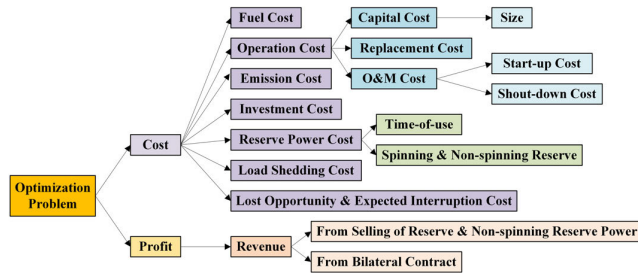 Fuel Cost
Capital Cost
Size
Operation Cost
Replacement Cost
Emission Cost
O&M Cost
Start-up Cost
Shout-down Cost
Investment Cost
Time-of-use
Cost
Reserve Power Cost
Spinning & Non-spinning Reserve
Load Shedding Cost
Optimization
Problem
Lost Opportunity & Expected Interruption Cost
From Selling of Reserve & Non-spinning Reserve Power
Profit
Revenue
From Bilateral Contract